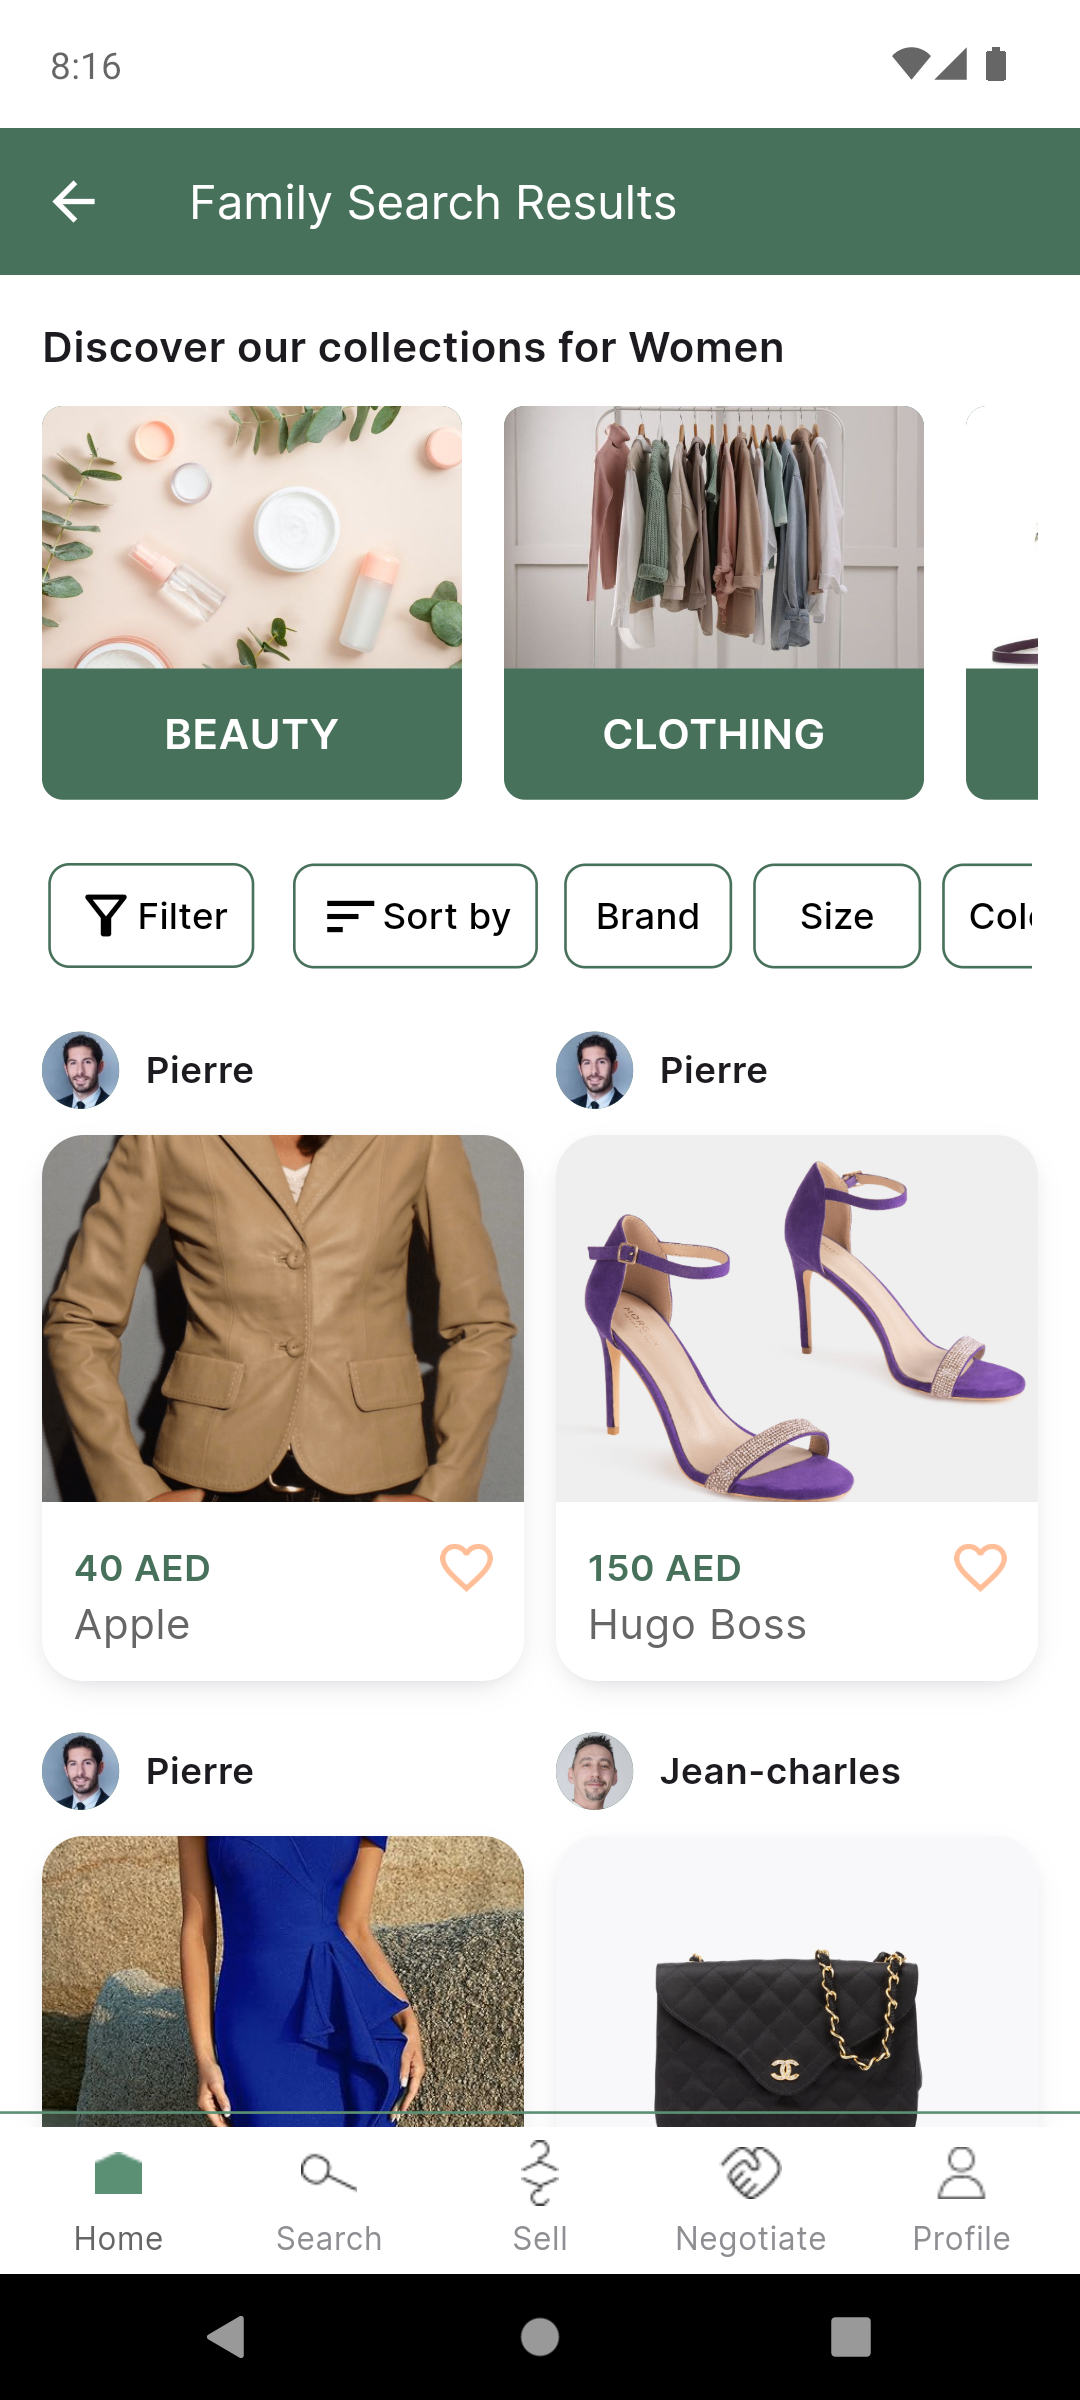 8:16
Family Search Results
Discover our collections for Women
BEAUTY
CLOTHING
Filter
Sort by
Brand
Size
Pierre
Pierre
40 AED
Apple
150 AED
Hugo Boss
Pierre
Jean-charles
Home
Search
Sell
Negotiate
Profile